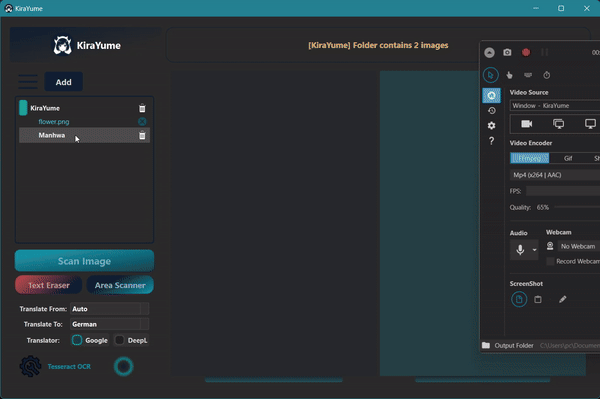 KiraYume
KiraYume
[KiraYume] Folder contains 2 images
Add
KiraYume
flower.png
Manhwa
Scan Image
Text Eraser
Area Scanner
Translate From: Auto
Translate To: German
Translator: Google DeepL
Tesseract OCR
00:
Video Source
Window - KiraYume
Video Encoder
FFmpeg
Gif
Sh
Mp4 (x264 | AAC)
FPS:
Quality: 65%
Audio
Webcam
No Webcam
Record Webcam
ScreenShot
Output Folder
C:\Users\pc\Documen